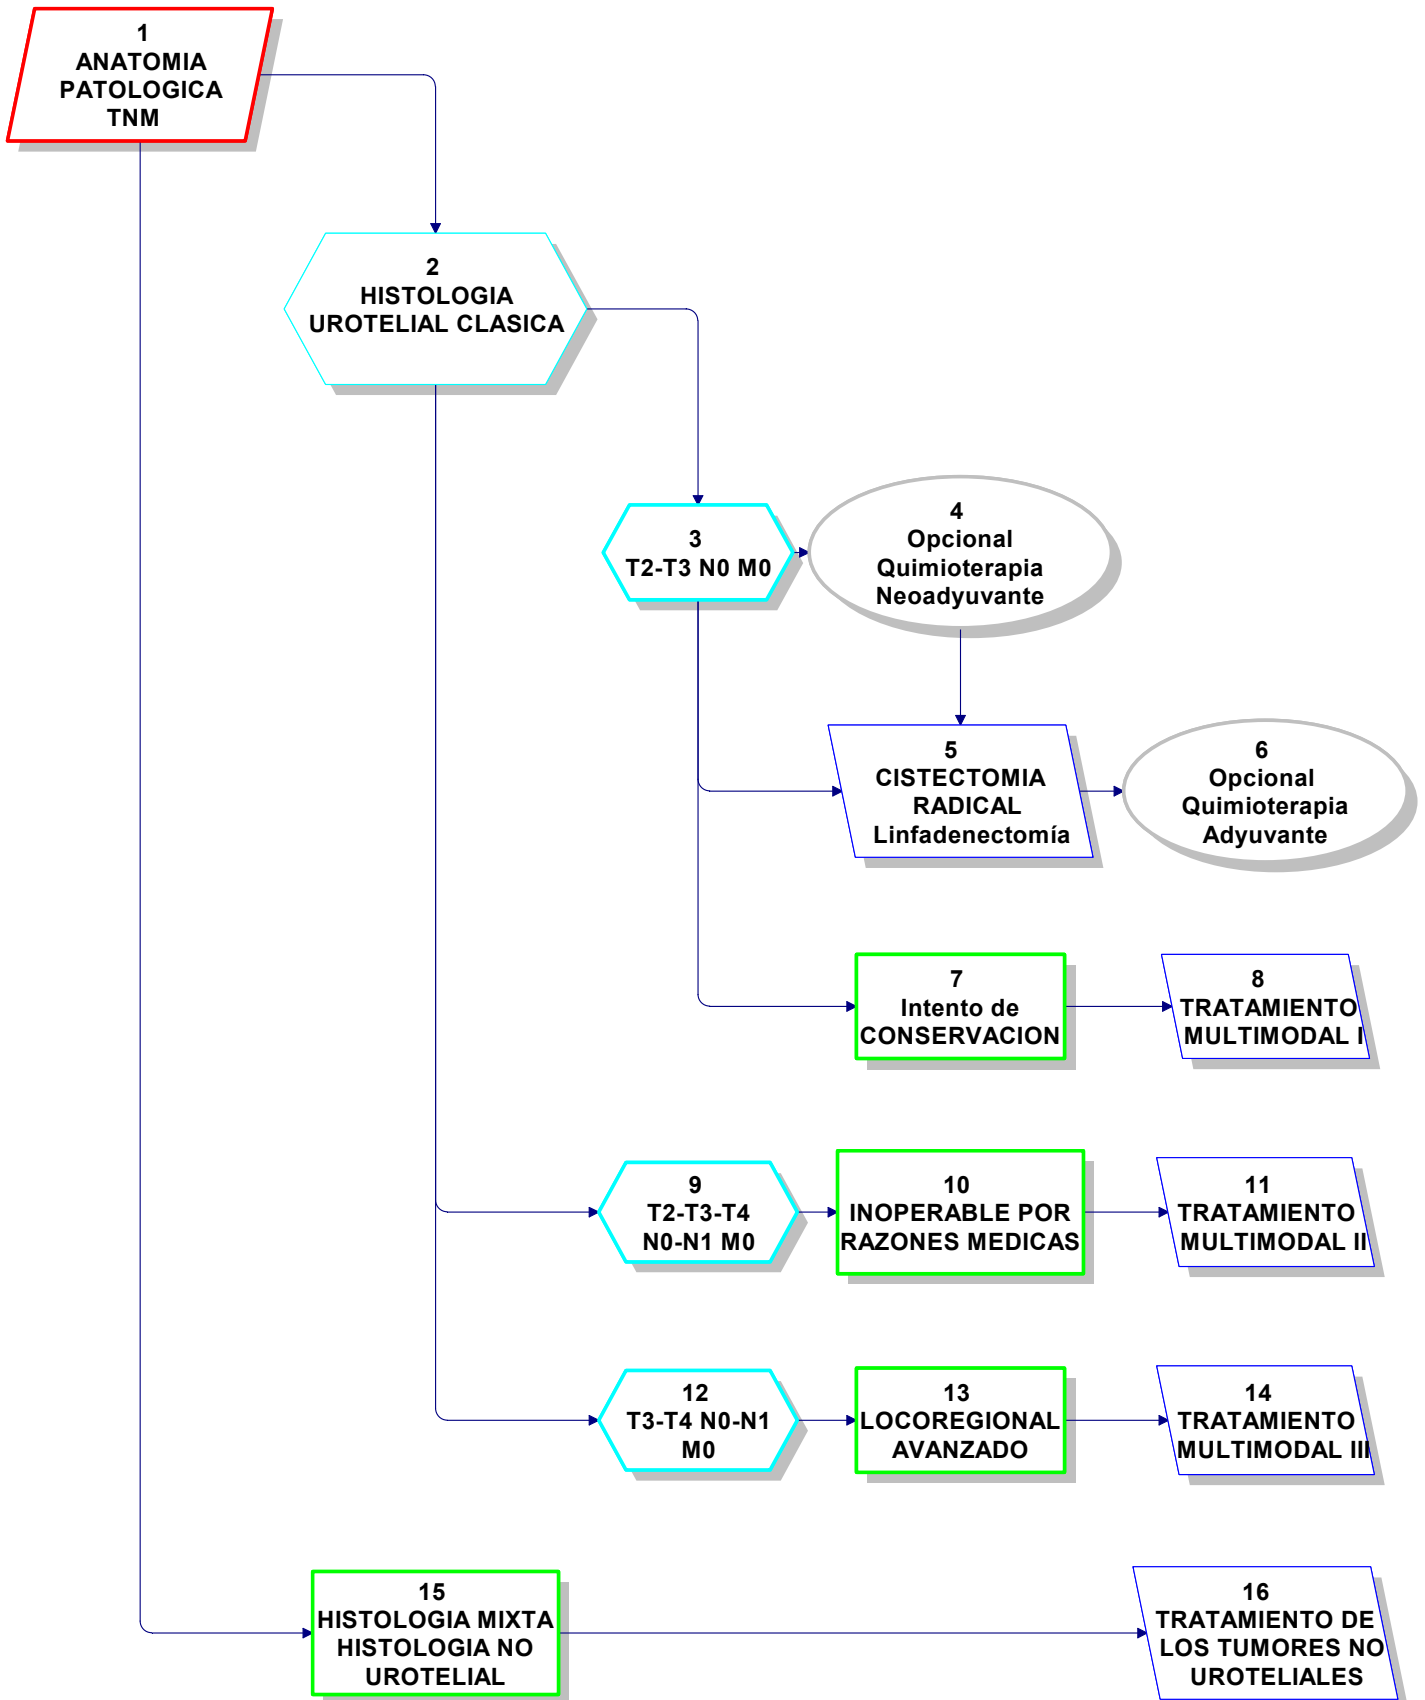 1
ANATOMIA
PATOLOGICA
TNM
2
HISTOLOGIA
UROTELIAL CLASICA
3
T2-T3 N0 M0
4
Opcional
Quimioterapia
Neoadyuvante
5
CISTECTOMIA
RADICAL
Linfadenectomía
6
Opcional
Quimioterapia
Adyuvante
7
Intento de
CONSERVACION
8
TRATAMIENTO
MULTIMODAL I
9
T2-T3-T4
N0-N1 M0
10
INOPERABLE POR
RAZONES MEDICAS
11
TRATAMIENTO
MULTIMODAL II
12
T3-T4 N0-N1
M0
13
LOCOREGIONAL
AVANZADO
14
TRATAMIENTO
MULTIMODAL III
15
HISTOLOGIA MIXTA
HISTOLOGIA NO
UROTELIAL
16
TRATAMIENTO DE
LOS TUMORES NO
UROTELIALES